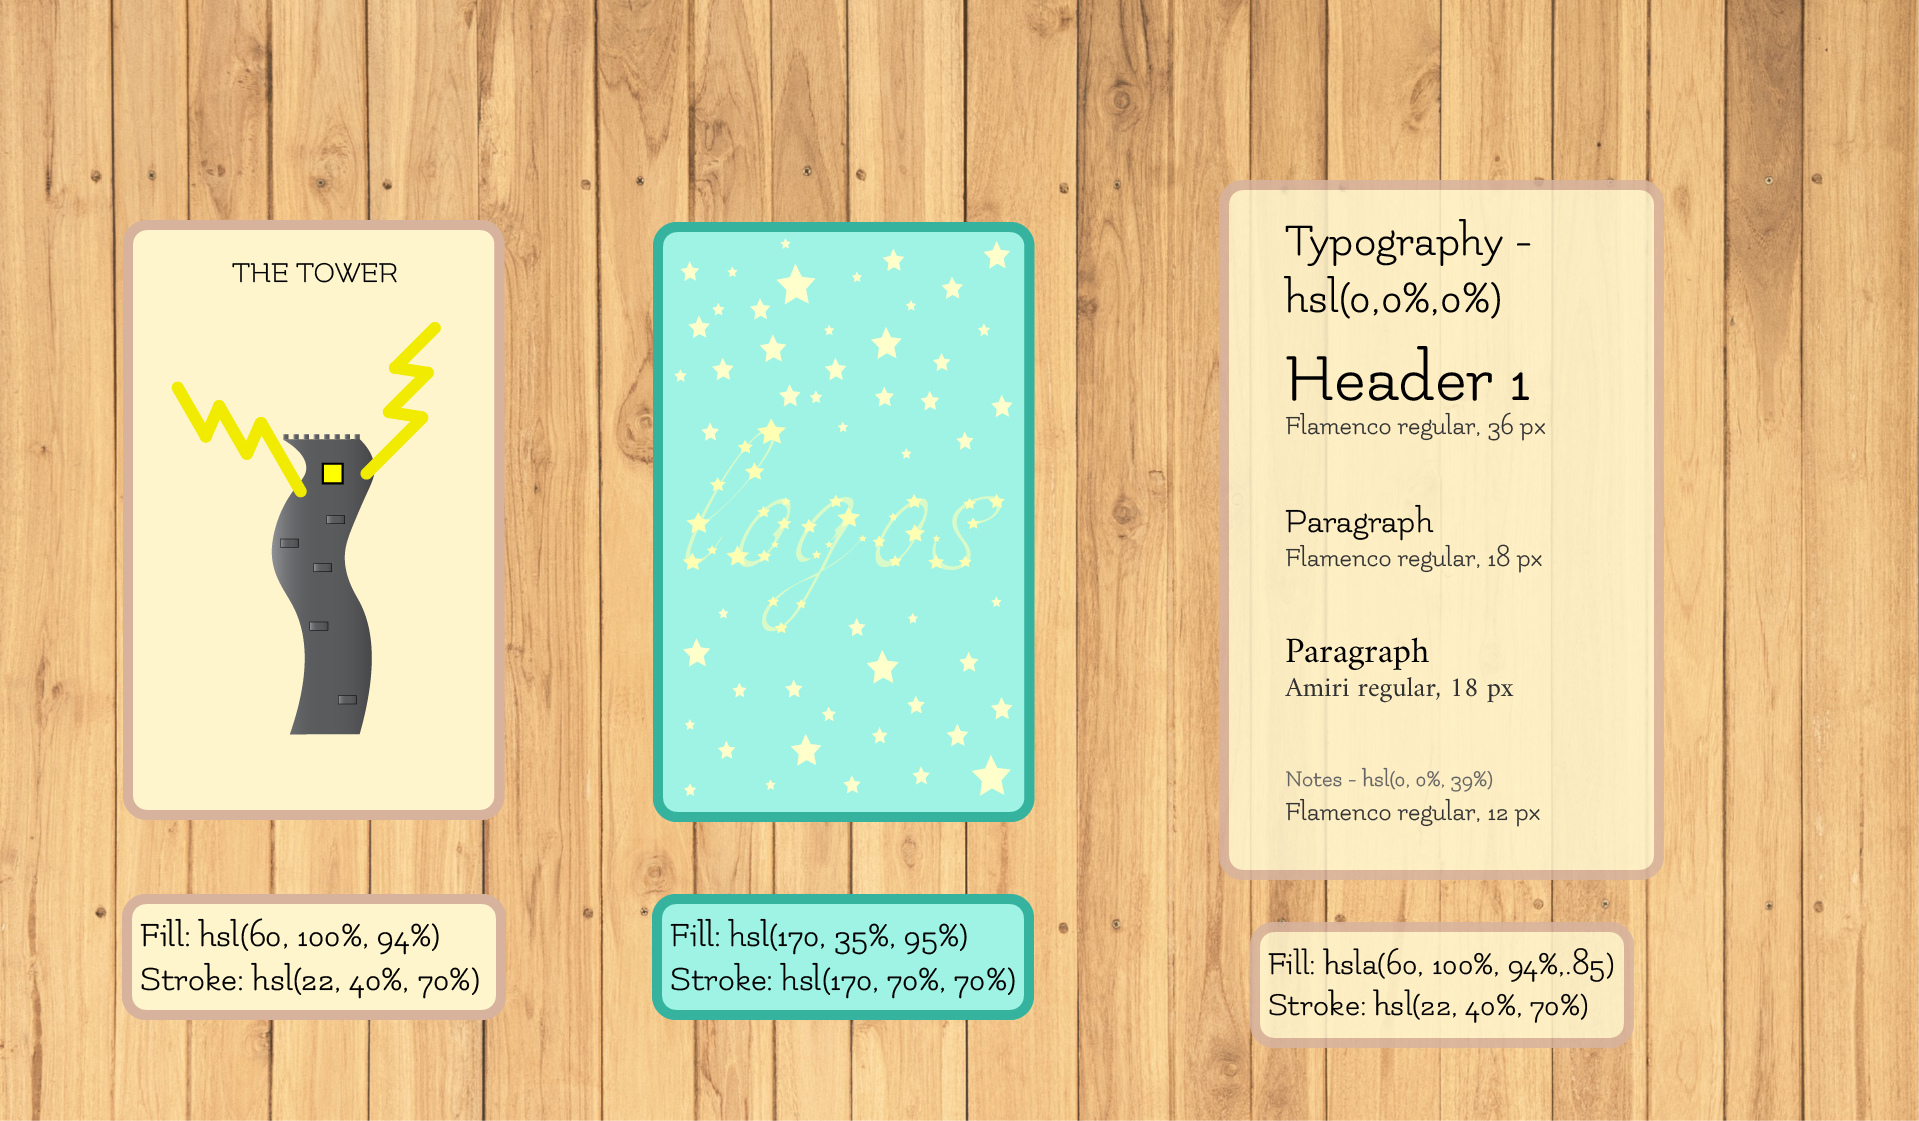 THE TOWER
Fill: hsl(60, 100%, 94%)
Stroke: hsl(22, 40%, 70%)
Logos
Fill: hsl(170, 35%, 95%)
Stroke: hsl(170, 70%, 70%)
Typography -
hsl(0,0%,0%)
Header 1
Flamenco regular, 36 px
Paragraph
Flamenco regular, 18 px
Paragraph
Amiri regular, 18 px
Notes - hsl(0, 0%, 39%)
Flamenco regular, 12 px
Fill: hsla(60, 100%, 94%,.85)
Stroke: hsl(22, 40%, 70%)